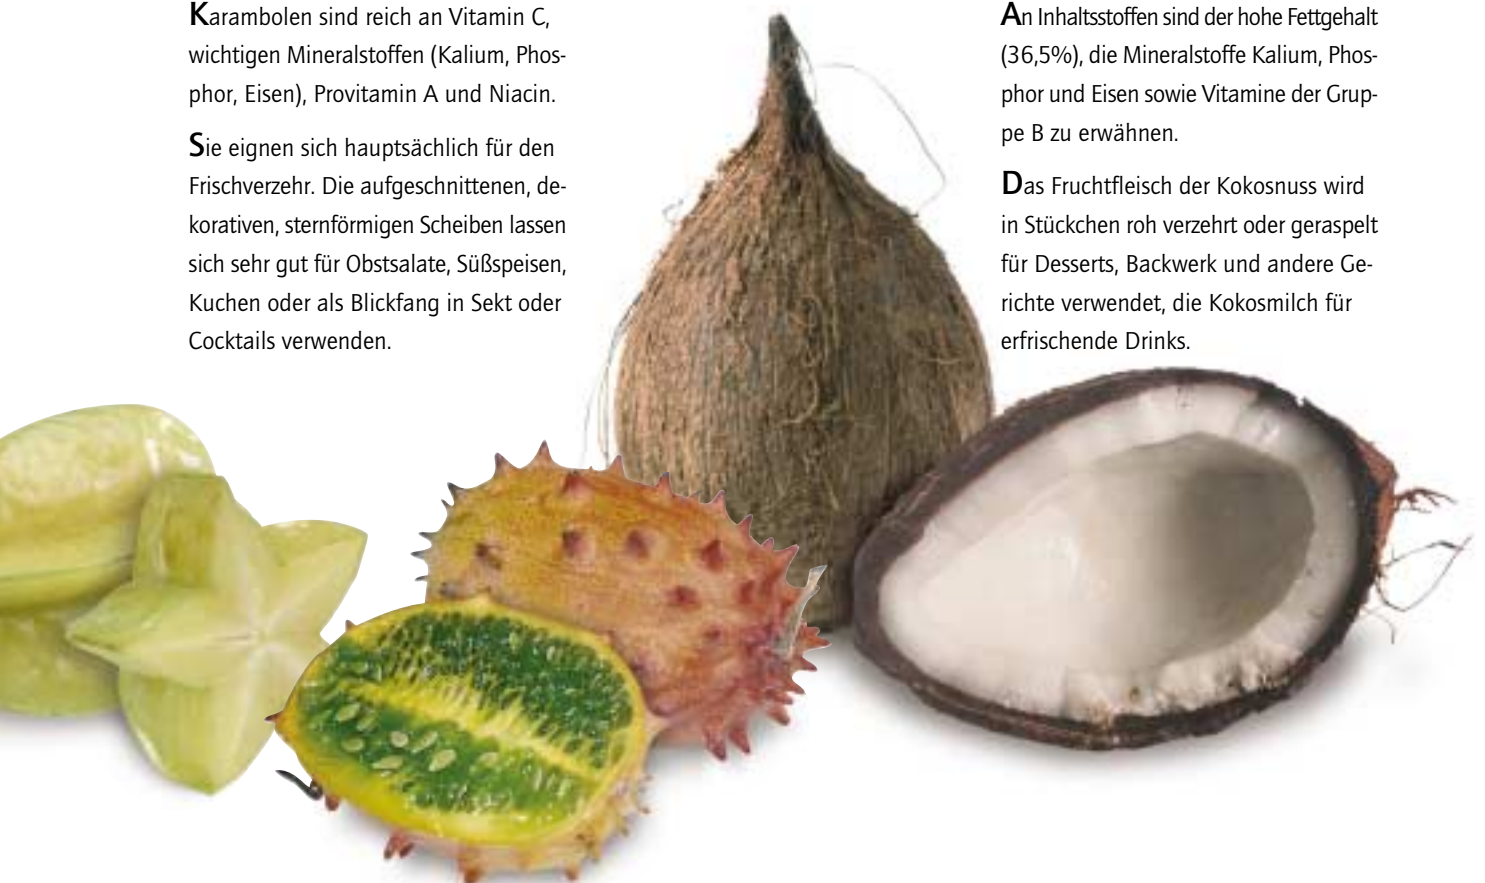 Karambolen sind reich an Vitamin C,
wichtigen Mineralstoffen (Kalium, Phos-
phor, Eisen), Provitamin A und Niacin.
Sie eignen sich hauptsächlich für den
Frischverzehr. Die aufgeschnittenen, de-
korativen, sternförmigen Scheiben lassen
sich sehr gut für Obstsalate, Süßspeisen,
Kuchen oder als Blickfang in Sekt oder
Cocktails verwenden.
An Inhaltsstoffen sind der hohe Fettgehalt
(36,5%), die Mineralstoffe Kalium, Phos-
phor und Eisen sowie Vitamine der Grup-
pe B zu erwähnen.
Das Fruchtfleisch der Kokosnuss wird
in Stückchen roh verzehrt oder geraspelt
für Desserts, Backwerk und andere Ge-
richte verwendet, die Kokosmilch für
erfrischende Drinks.